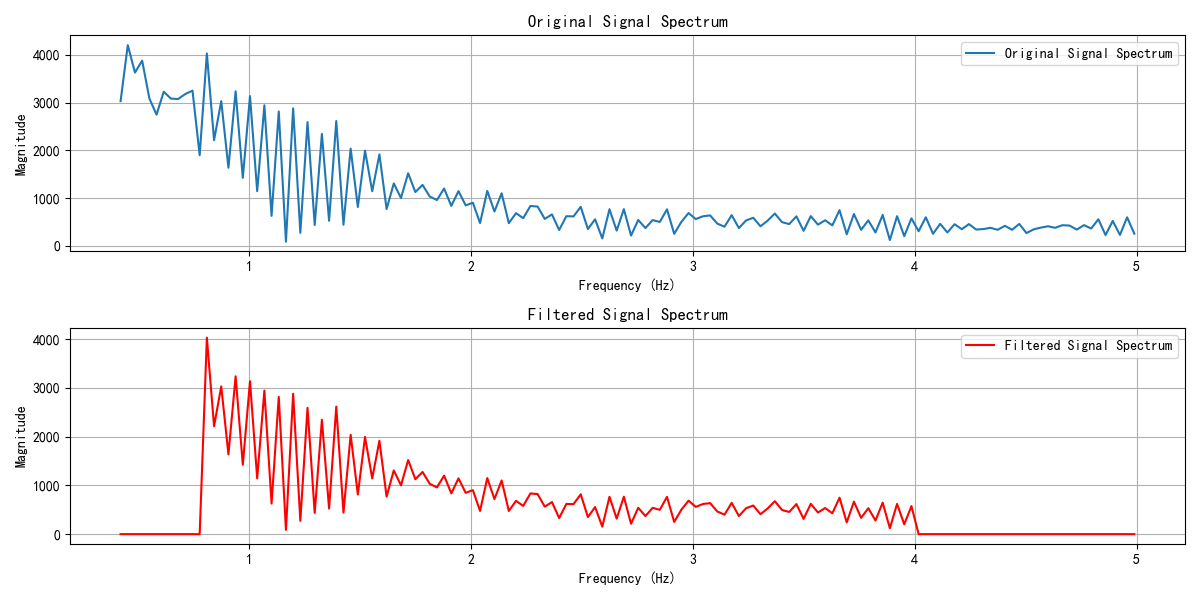 Original Signal Spectrum
Original Signal Spectrum
Magnitude
4000
3000
2000
1000
0
1
2
3
4
5
Frequency (Hz)
Filtered Signal Spectrum
Filtered Signal Spectrum
Magnitude
4000
3000
2000
1000
0
1
2
3
4
5
Frequency (Hz)